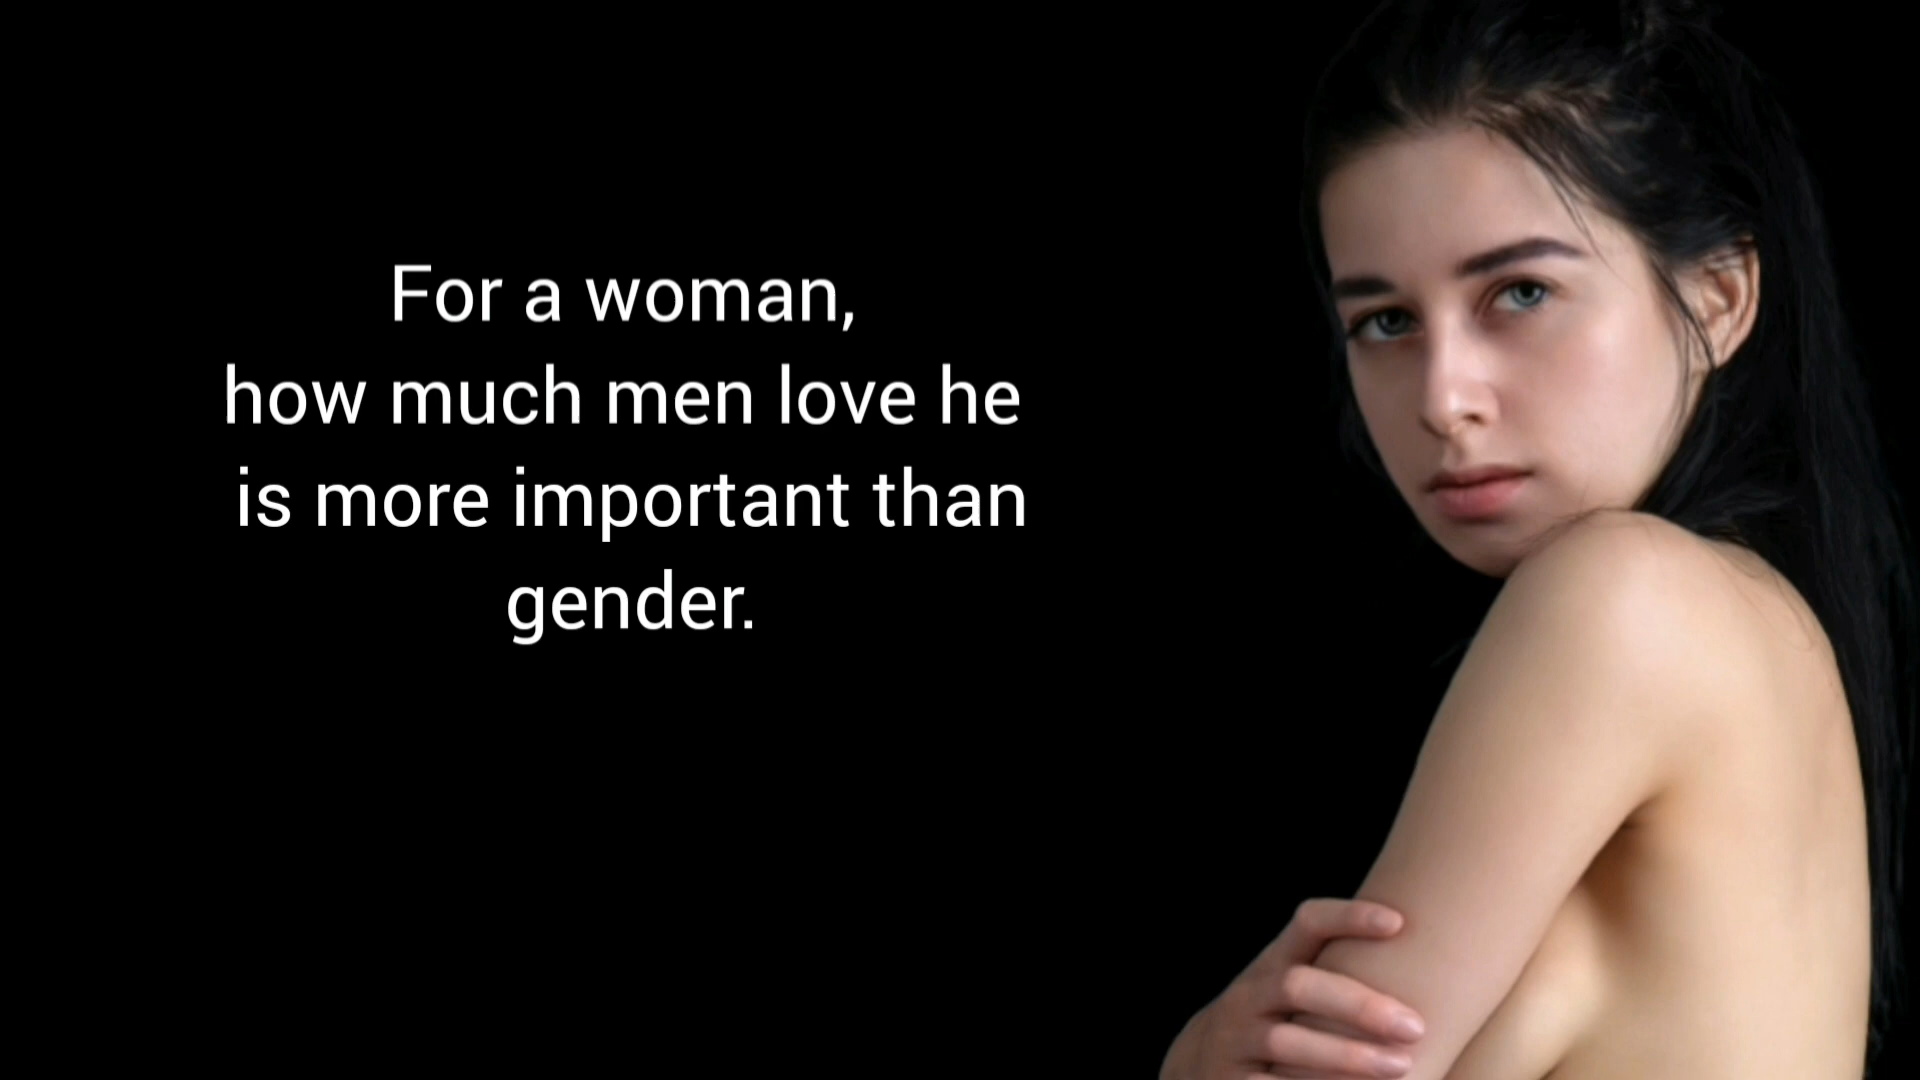 For a woman,
how much men love he
is more important than
gender.